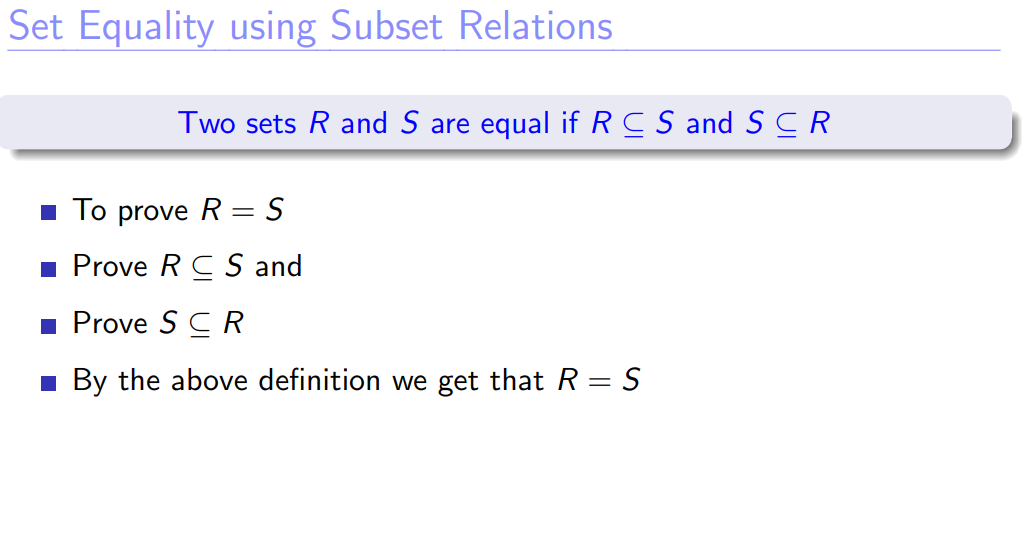 Set Equality using Subset Relations
Two sets R and S are equal if R ⊆ S and S ⊆ R
To prove R = S
Prove R ⊆ S and
Prove S ⊆ R
By the above definition we get that R = S